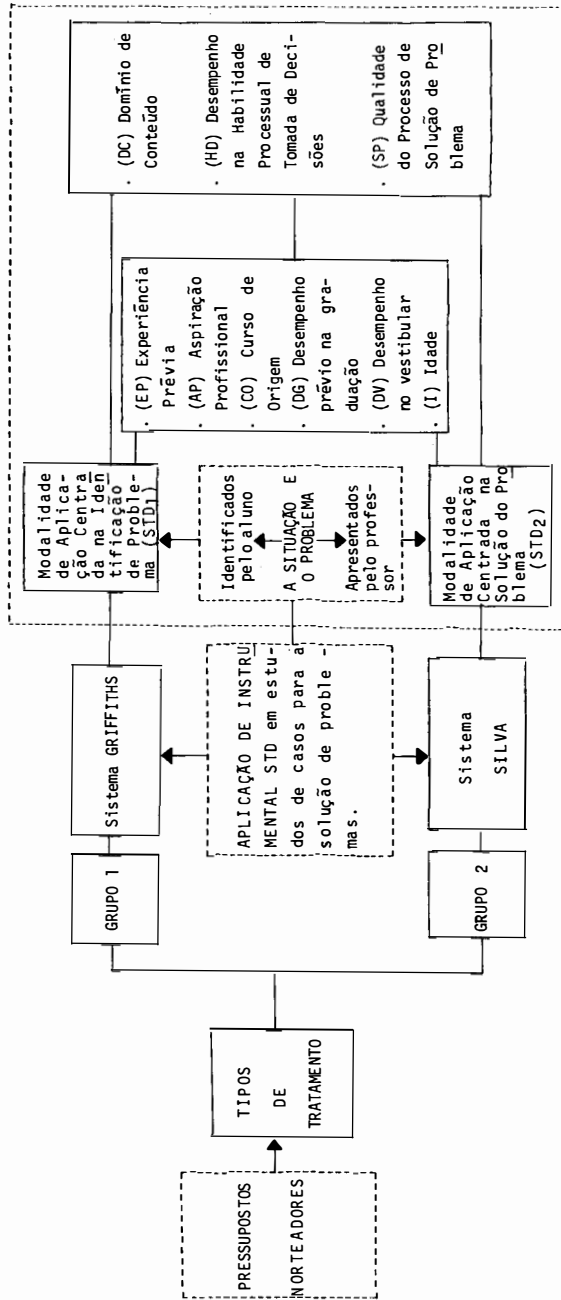 PRESSUPOSTOS
NORTEADORES
TIPOS
DE
TRATAMENTO
GRUPO 1
GRUPO 2
Sistema GRIFFITHS
APLICAÇÃO DE INSTRU
MENTAL STD em estu-
dos de casos para a
solução de proble -
mas.
Sistema
SILVA
Modalidade
de Aplica-
ção Centra
da na Iden
tificação
de Proble-
ma (STD1)
Identificados
pelo aluno
A SITUAÇÃO E
O PROBLEMA
Apresentados
pelo profes-
sor
Modalidade
de Aplicação
Centrada na
Solução do Pro
blema
(STD2)
. (EP) Experiência
Prévia
. (AP) Aspiração
Profissional
. (CO) Curso de
Origem
. (DG) Desempenho
prévio na gra-
duação
. (DV) Desempenho
no vestibular
. (I) Idade
. (DC) Domínio de
Conteúdo
. (HD) Desempenho
na Habilidade
Processual de
Tomada de Deci-
sões
. (SP) Qualidade
do Processo de
Solução de Pro
blema